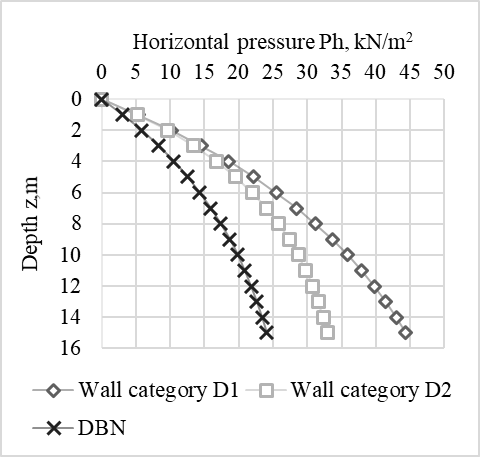 Horizontal pressure Ph, kN/m²
0 5 10 15 20 25 30 35 40 45 50
0
2
4
6
8
10
12
14
16
Depth z,m
Wall category D1 Wall category D2
DBN